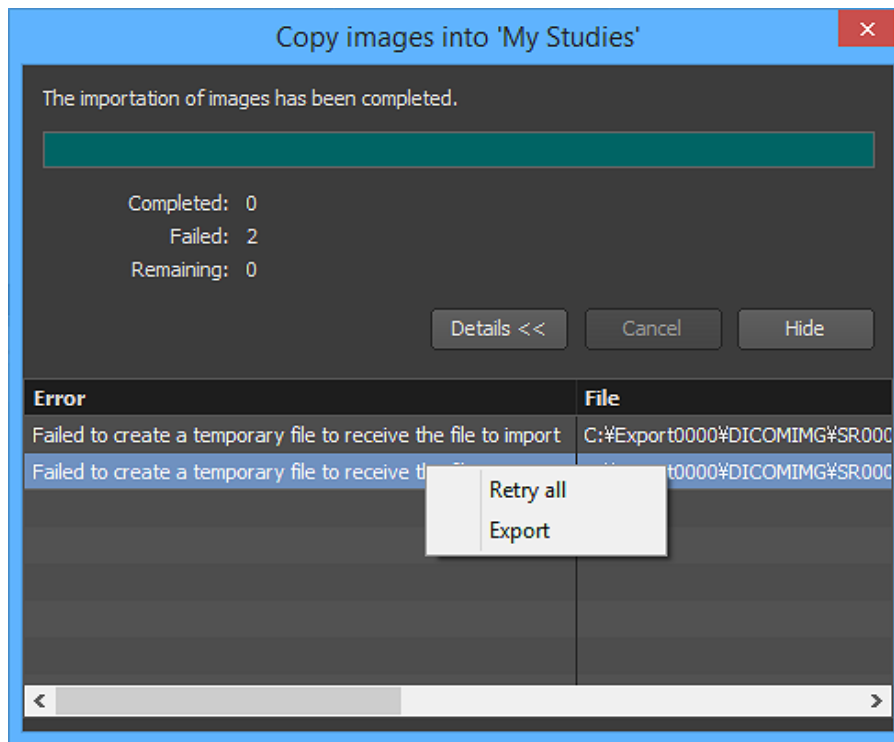 Copy images into 'My Studies'
The importation of images has been completed.
Completed: 0
Failed: 2
Remaining: 0
Details << Cancel Hide
Error File
Failed to create a temporary file to receive the file to import C:¥Export0000¥DICOMIMG¥SR000
Failed to create a temporary file to receive t0000¥DICOMIMG¥SR000
Retry all
Export